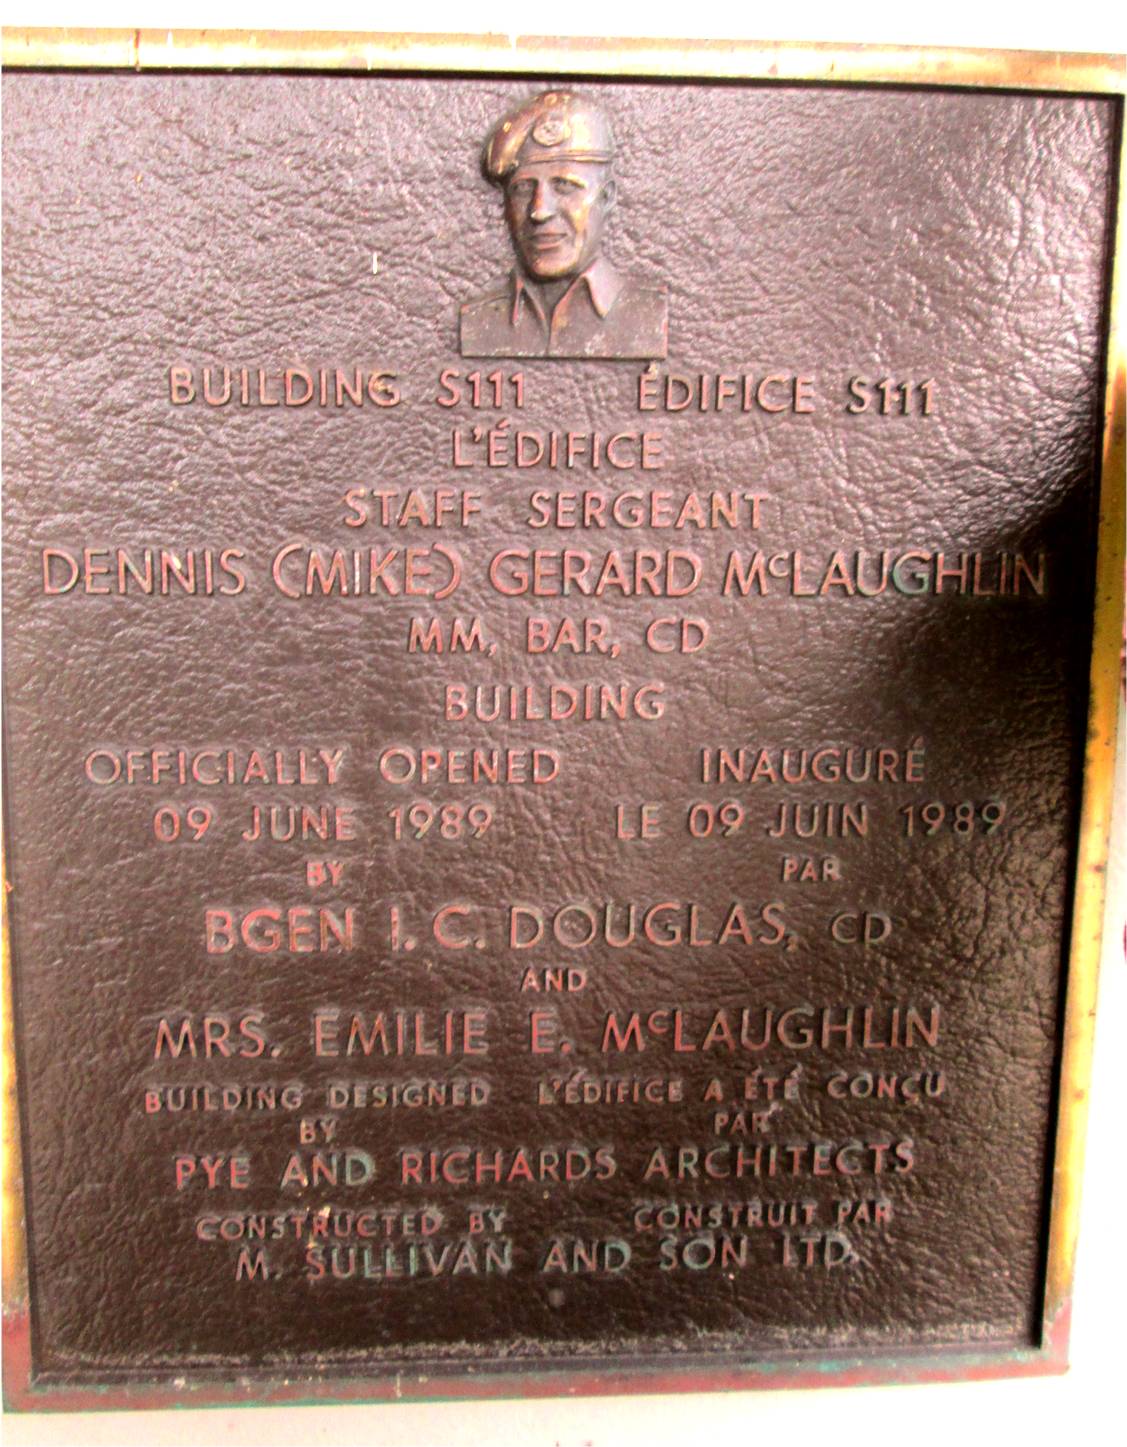 BUILDING S111 ÉDIFICE S111
L'ÉDIFICE
STAFF SERGEANT
DENNIS (MIKE) GERARD McLAUGHLIN
MM, BAR, CD
BUILDING
OFFICIALLY OPENED INAUGURÉ
09 JUNE 1989 LE 09 JUIN 1989
BY PAR
BGEN I. C. DOUGLAS, CD
AND
MRS. EMILIE E. McLAUGHLIN
BUILDING DESIGNED L'ÉDIFICE A ÉTÉ CONÇU
BY PAR
PYE AND RICHARDS ARCHITECTS
CONSTRUCTED BY CONSTRUIT PAR
M. SULLIVAN AND SON LTD.